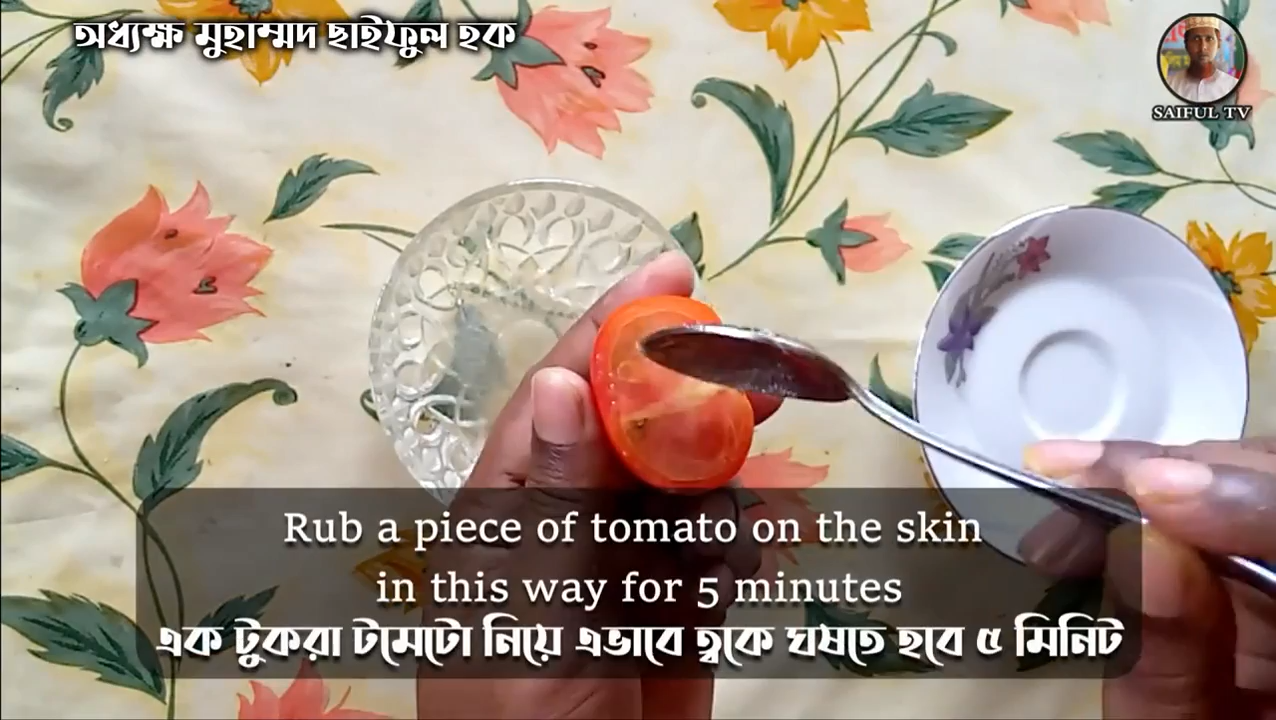 অধ্যক্ষ মুহাম্মদ ছাইফুল হক
SAIFUL TV
Rub a piece of tomato on the skin
in this way for 5 minutes
এক টুকরা টমেটো নিয়ে এভাবে ত্বকে ঘষতে হবে ৫ মিনিট